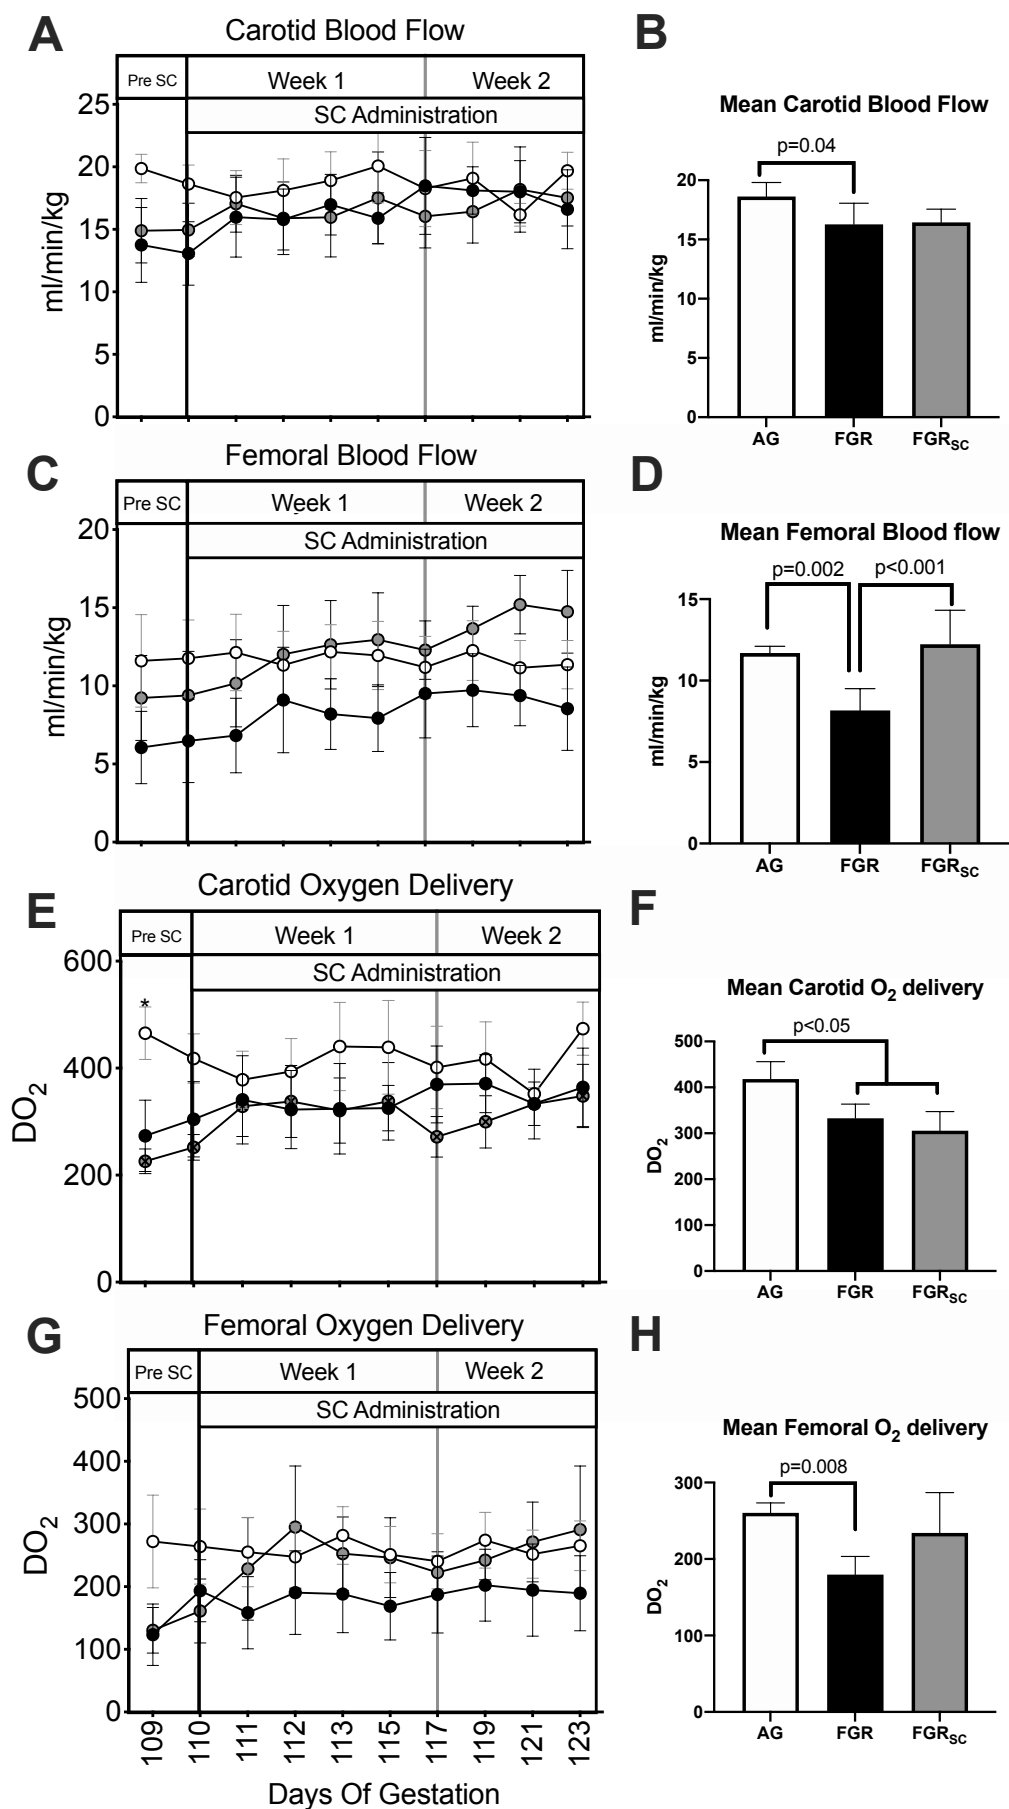 A
Carotid Blood Flow
Pre SC
Week 1
Week 2
SC Administration
25
20
15
10
5
0
ml/min/kg
B
Mean Carotid Blood Flow
p=0.04
20
15
10
5
0
ml/min/kg
AG
FGR
FGRSC
C
Femoral Blood Flow
Pre SC
Week 1
Week 2
SC Administration
20
15
10
5
0
ml/min/kg
D
Mean Femoral Blood flow
p=0.002
p<0.001
15
10
5
0
ml/min/kg
AG
FGR
FGRSC
E
Carotid Oxygen Delivery
Pre SC
Week 1
Week 2
SC Administration
600
400
200
0
DO2
*
F
Mean Carotid O2 delivery
p<0.05
500
400
300
200
100
0
DO2
AG
FGR
FGRSC
G
Femoral Oxygen Delivery
Pre SC
Week 1
Week 2
SC Administration
500
400
300
200
100
0
DO2
109
110
111
112
113
115
117
119
121
123
Days Of Gestation
H
Mean Femoral O2 delivery
p=0.008
300
200
100
0
DO2
AG
FGR
FGRSC